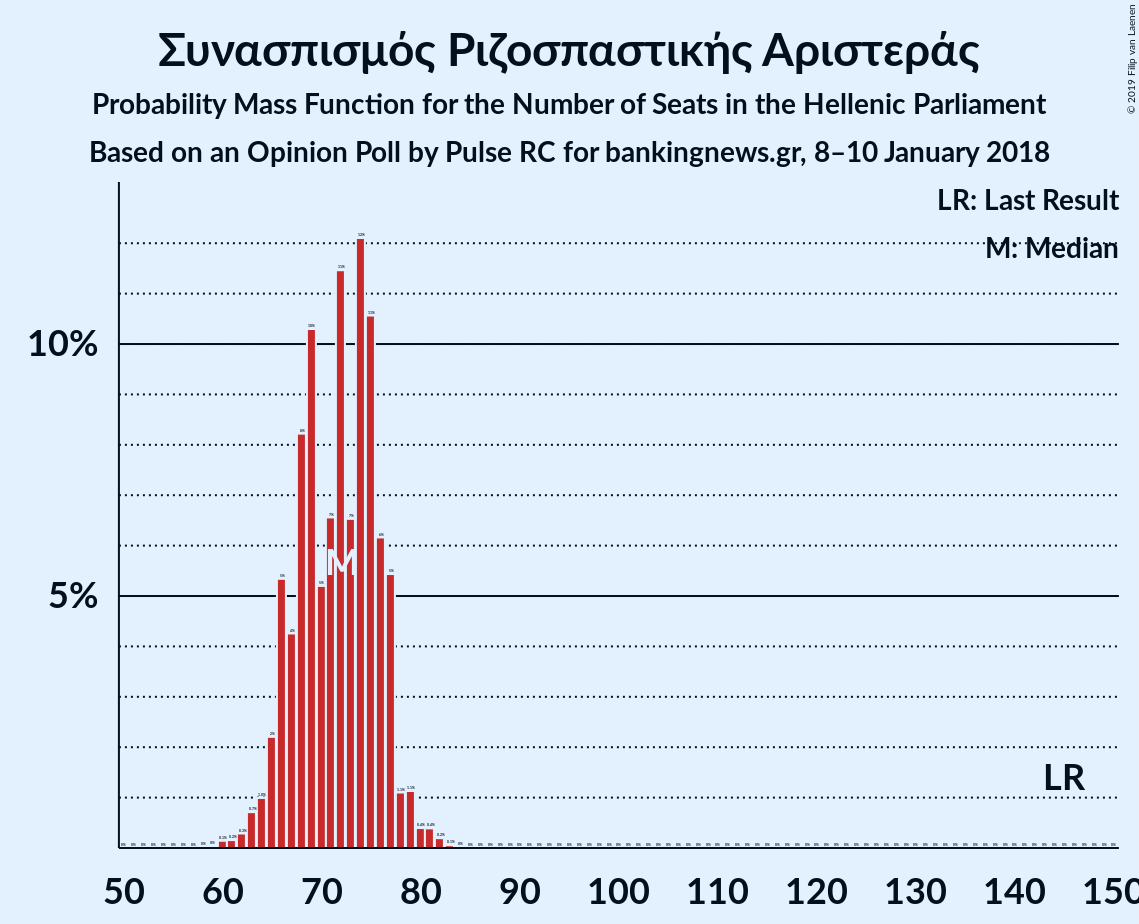 Συνασπισμός Ριζοσπαστικής Αριστεράς
Probability Mass Function for the Number of Seats in the Hellenic Parliament
Based on an Opinion Poll by Pulse RC for bankingnews.gr, 8–10 January 2018
© 2019 Filip van Laenen
LR: Last Result
M: Median
10%
5%
M
LR
50 60 70 80 90 100 110 120 130 140 150